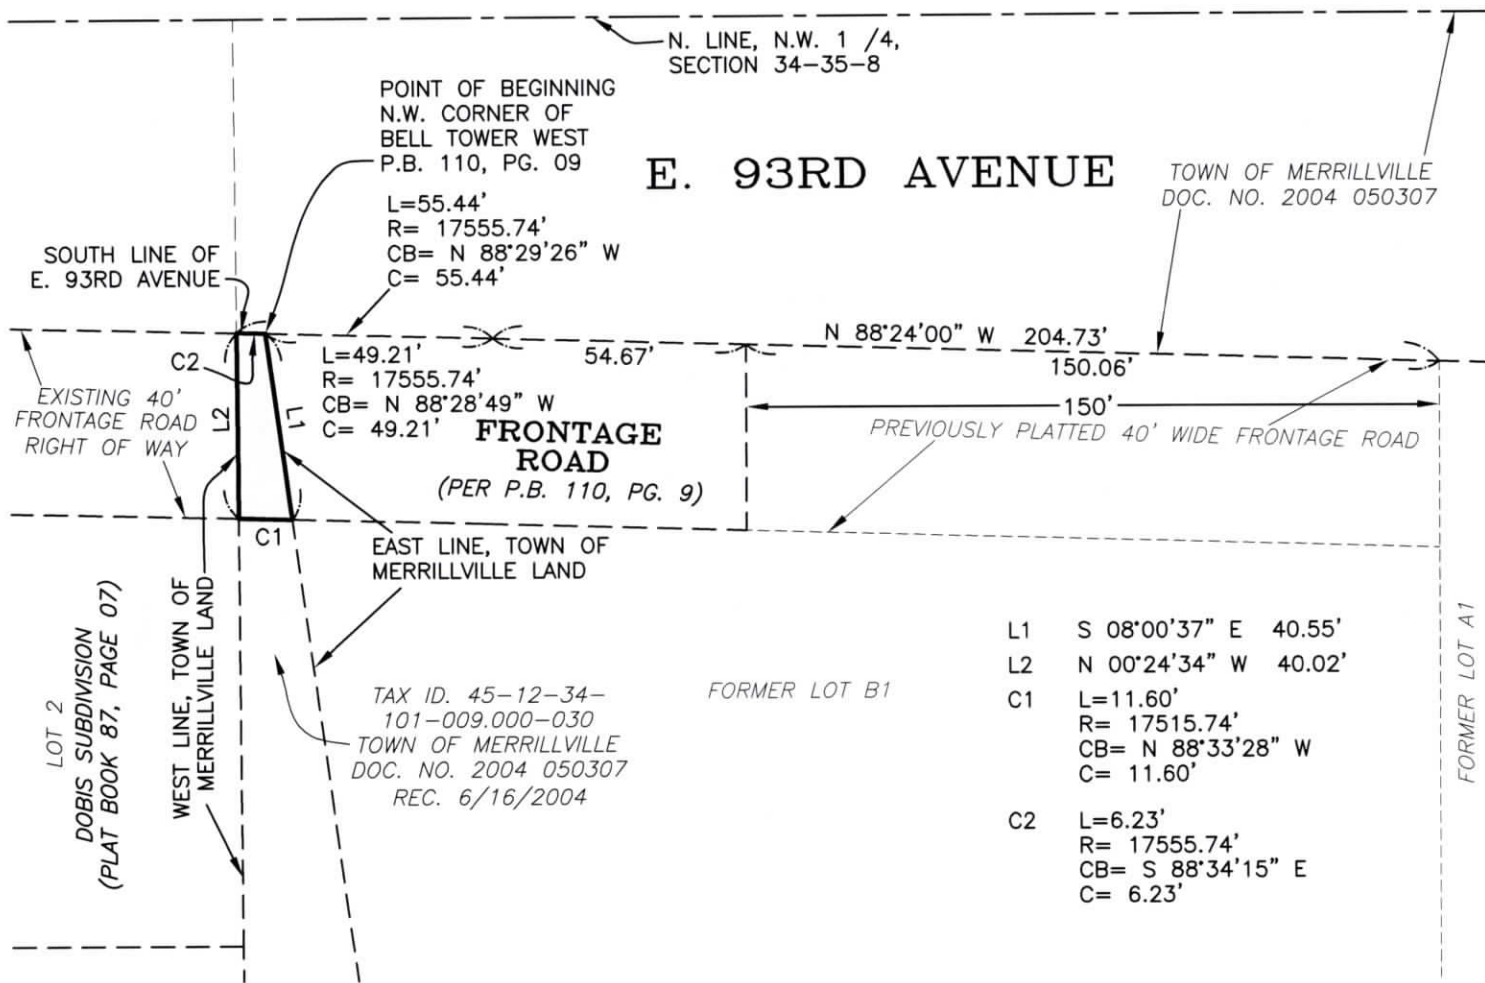 N. LINE, N.W. 1 /4,
SECTION 34-35-8
POINT OF BEGINNING
N.W. CORNER OF
BELL TOWER WEST
P.B. 110, PG. 09
E. 93RD AVENUE
TOWN OF MERRILLVILLE
DOC. NO. 2004 050307
L=55.44'
R= 17555.74'
CB= N 88°29'26" W
C= 55.44'
SOUTH LINE OF
E. 93RD AVENUE
N 88°24'00" W 204.73'
C2
L=49.21'
R= 17555.74'
CB= N 88°28'49" W
C= 49.21'
54.67'
150.06'
150'
EXISTING 40'
FRONTAGE ROAD
RIGHT OF WAY
L2
L1
FRONTAGE
ROAD
(PER P.B. 110, PG. 9)
PREVIOUSLY PLATTED 40' WIDE FRONTAGE ROAD
C1
EAST LINE, TOWN OF
MERRILLVILLE LAND
WEST LINE, TOWN OF
MERRILLVILLE LAND
LOT 2
DOBIS SUBDIVISION
(PLAT BOOK 87, PAGE 07)
TAX ID. 45-12-34-
101-009.000-030
TOWN OF MERRILLVILLE
DOC. NO. 2004 050307
REC. 6/16/2004
FORMER LOT B1
L1 S 08°00'37" E 40.55'
L2 N 00°24'34" W 40.02'
C1 L=11.60'
R= 17515.74'
CB= N 88°33'28" W
C= 11.60'
C2 L=6.23'
R= 17555.74'
CB= S 88°34'15" E
C= 6.23'
FORMER LOT A1